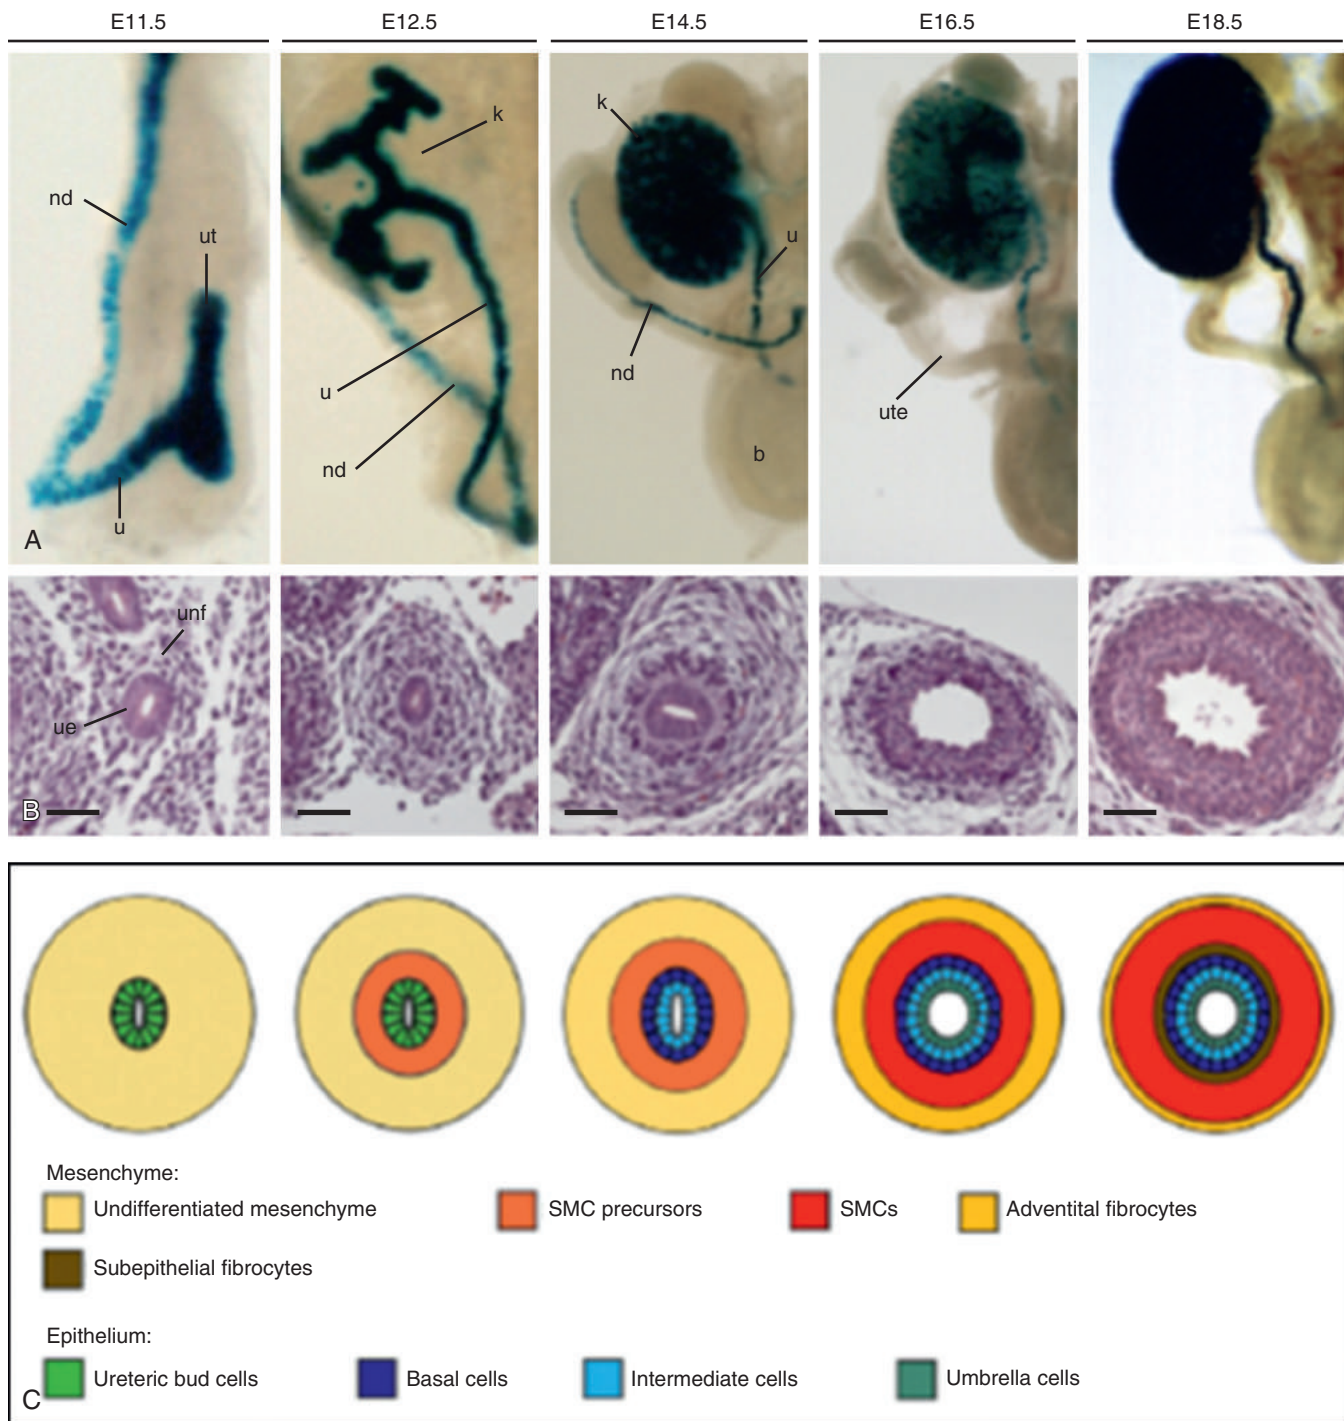 E11.5 E12.5 E14.5 E16.5 E18.5
nd
ut
u
A
k
u
nd
k
u
nd
b
ute
unf
ue
B
Mesenchyme:
Undifferentiated mesenchyme SMC precursors SMCs Advential fibrocytes
Subepithelial fibrocytes
Epithelium:
Ureteric bud cells Basal cells Intermediate cells Umbrella cells
C